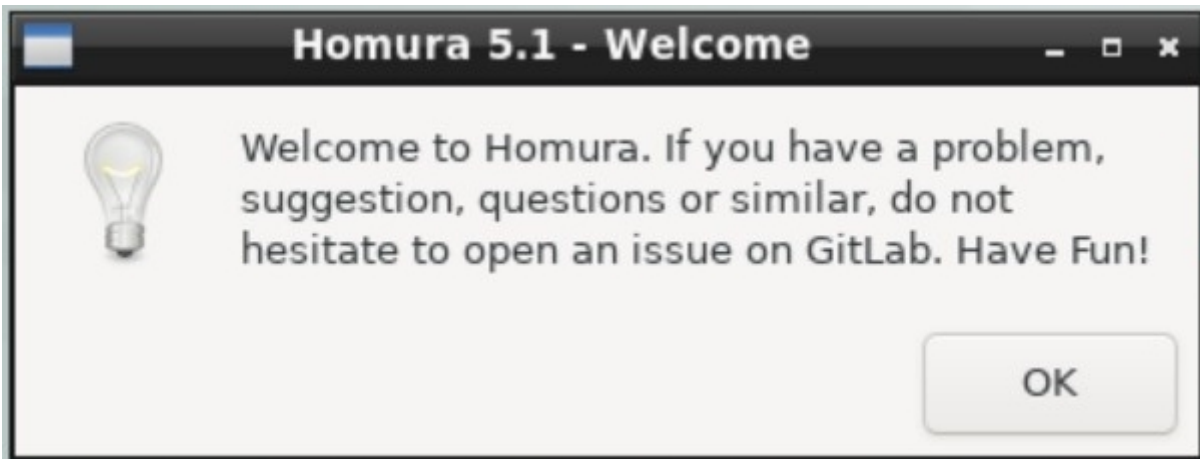 Homura 5.1 - Welcome
Welcome to Homura. If you have a problem,
suggestion, questions or similar, do not
hesitate to open an issue on GitLab. Have Fun!
OK